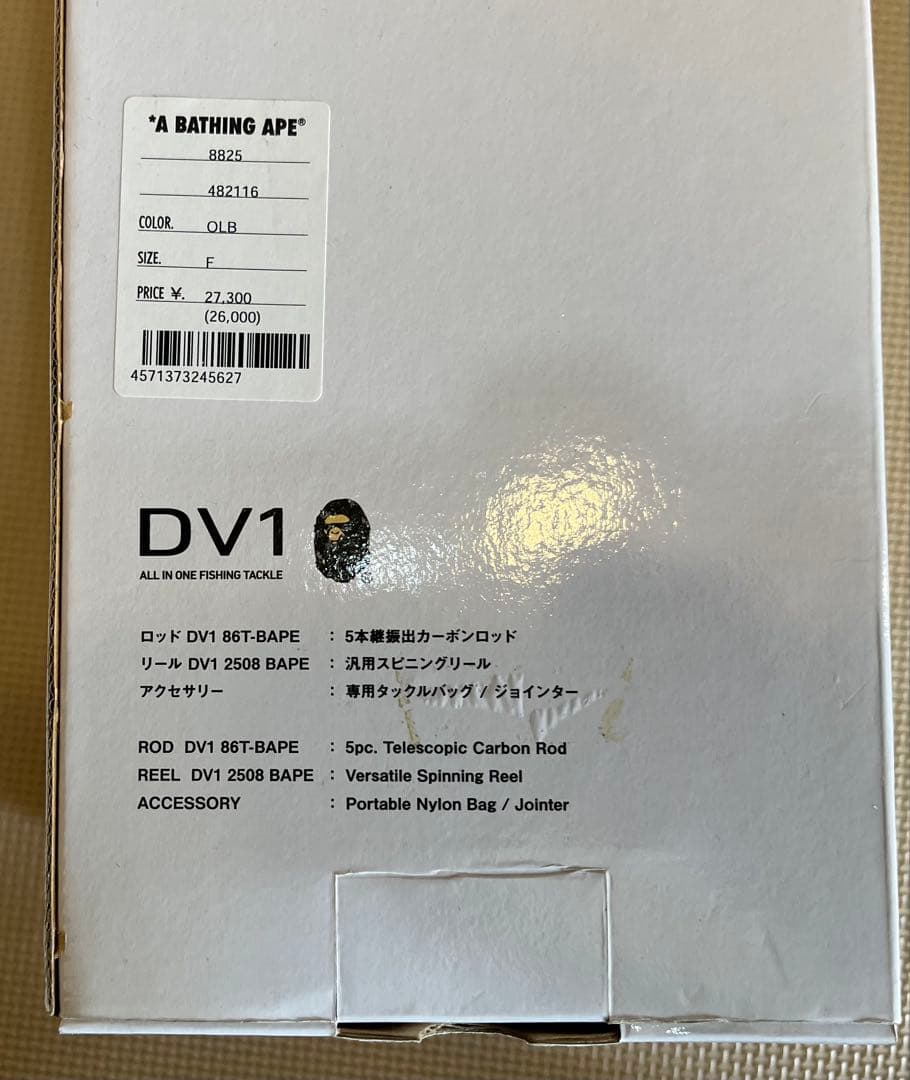 *A BATHING APE®
8825
482116
COLOR. OLB
SIZE. F
PRICE ¥. 27,300
(26,000)
4571373245627
DV1
ALL IN ONE FISHING TACKLE
ロッド DV1 86T-BAPE : 5本継振出カーボンロッド
リール DV1 2508 BAPE : 汎用スピニングリール
アクセサリー : 専用タックルバッグ / ジョインター
ROD DV1 86T-BAPE : 5pc. Telescopic Carbon Rod
REEL DV1 2508 BAPE : Versatile Spinning Reel
ACCESSORY : Portable Nylon Bag / Jointer